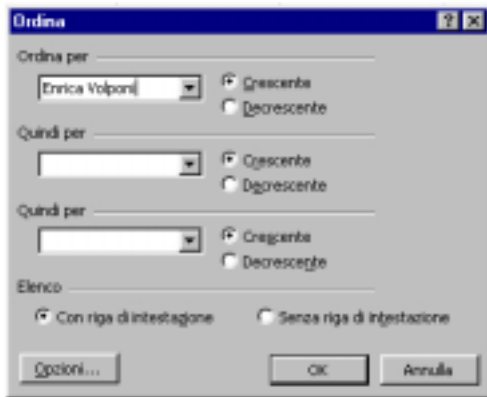 Ordina
Ordina per
Enrica Volponi
Crescente
Decrescente
Quindi per
Crescente
Decrescente
Quindi per
Crescente
Decrescente
Elenco
Con riga di intestazione
Senza riga di intestazione
Opzioni...
OK
Annulla